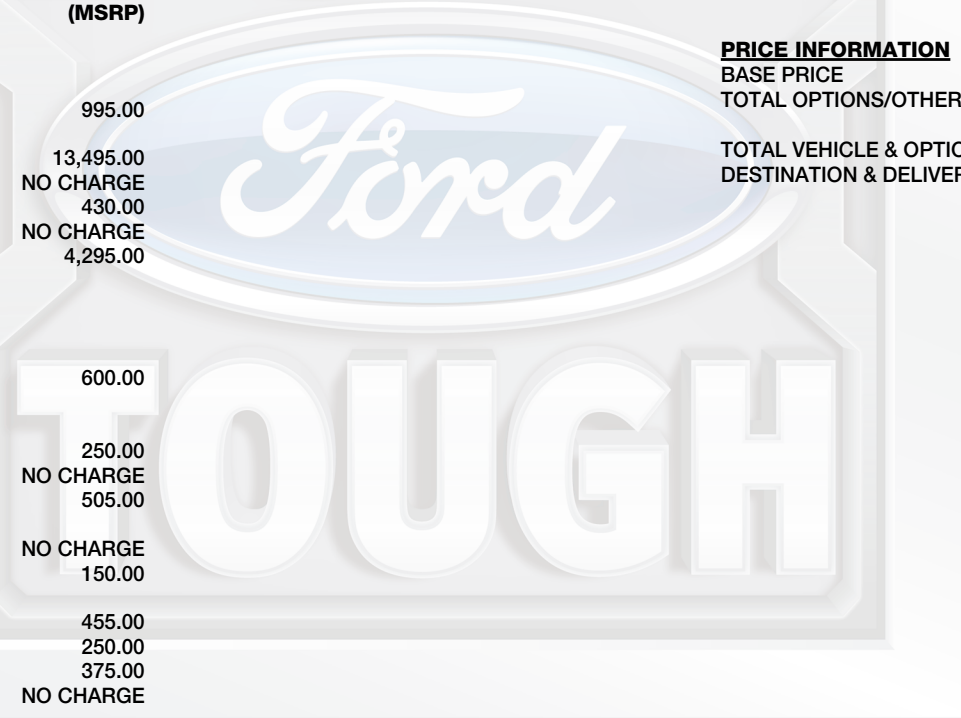 (MSRP)
995.00
13,495.00
NO CHARGE
430.00
NO CHARGE
4,295.00
600.00
250.00
NO CHARGE
505.00
NO CHARGE
150.00
455.00
250.00
375.00
NO CHARGE
PRICE INFORMATION
BASE PRICE
TOTAL OPTIONS/OTHER
TOTAL VEHICLE & OPTIO
DESTINATION & DELIVER
Ford
TOUGH